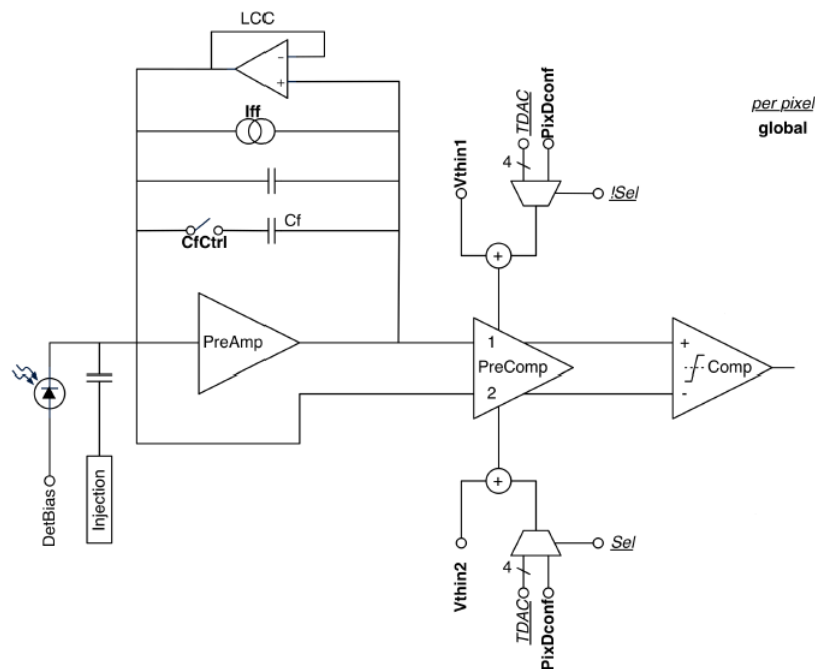 LCC
-
+
Iff
Cf
CfCtrl
TDAC
PixDconf
4
Vthin1
!Sel
per pixel
global
+
PreAmp
1
PreComp
2
+
Comp
-
DetBias
Injection
+
Sel
4
Vthin2
TDAC
PixDconf